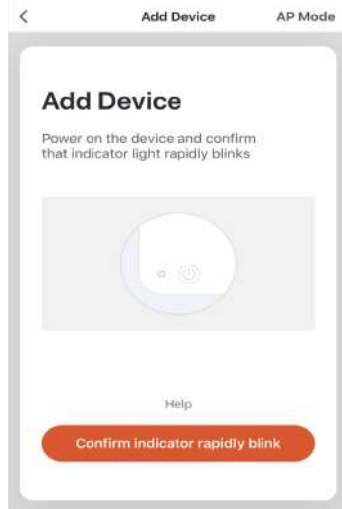 Add Device AP Mode
Add Device
Power on the device and confirm
that indicator light rapidly blinks
Help
Confirm indicator rapidly blink